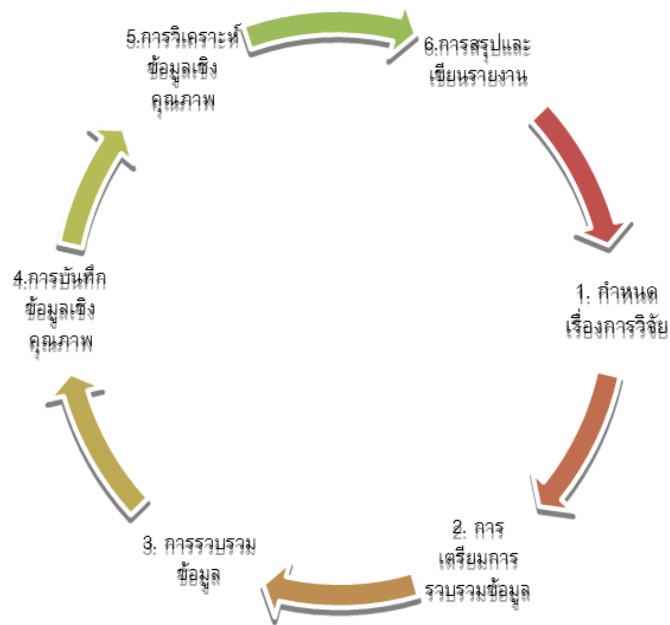 5.การวิเคราะห์
ข้อมูลเชิง
คุณภาพ
6.การสรุปและ
เขียนรายงาน
1. กำหนด
เรื่องการวิจัย
2. การ
เตรียมการ
รวบรวมข้อมูล
3. การรวบรวม
ข้อมูล
4.การบันทึก
ข้อมูลเชิง
คุณภาพ